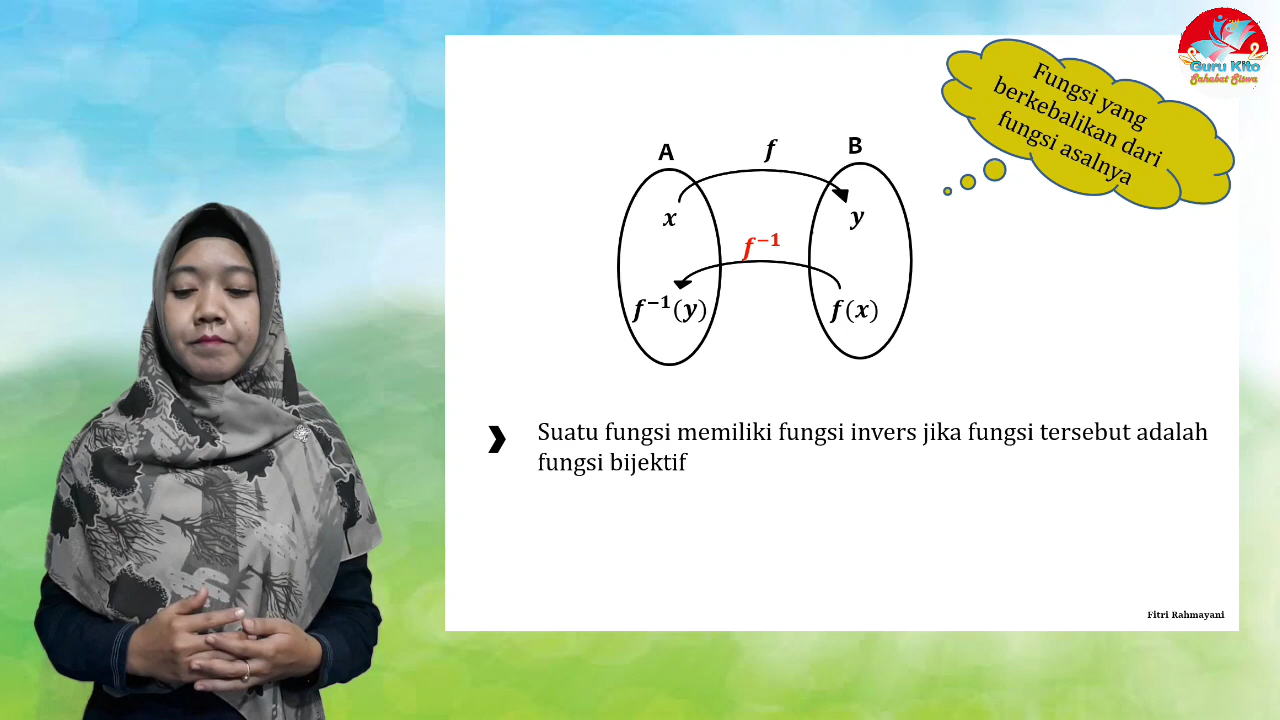 Guru Kito
Sahabat Siswa
Fungsi yang
berkebalikan dari
fungsi asalnya
A
f
B
x
y
f⁻¹
f⁻¹(y)
f(x)
Suatu fungsi memiliki fungsi invers jika fungsi tersebut adalah
fungsi bijektif
Fitri Rahmayani